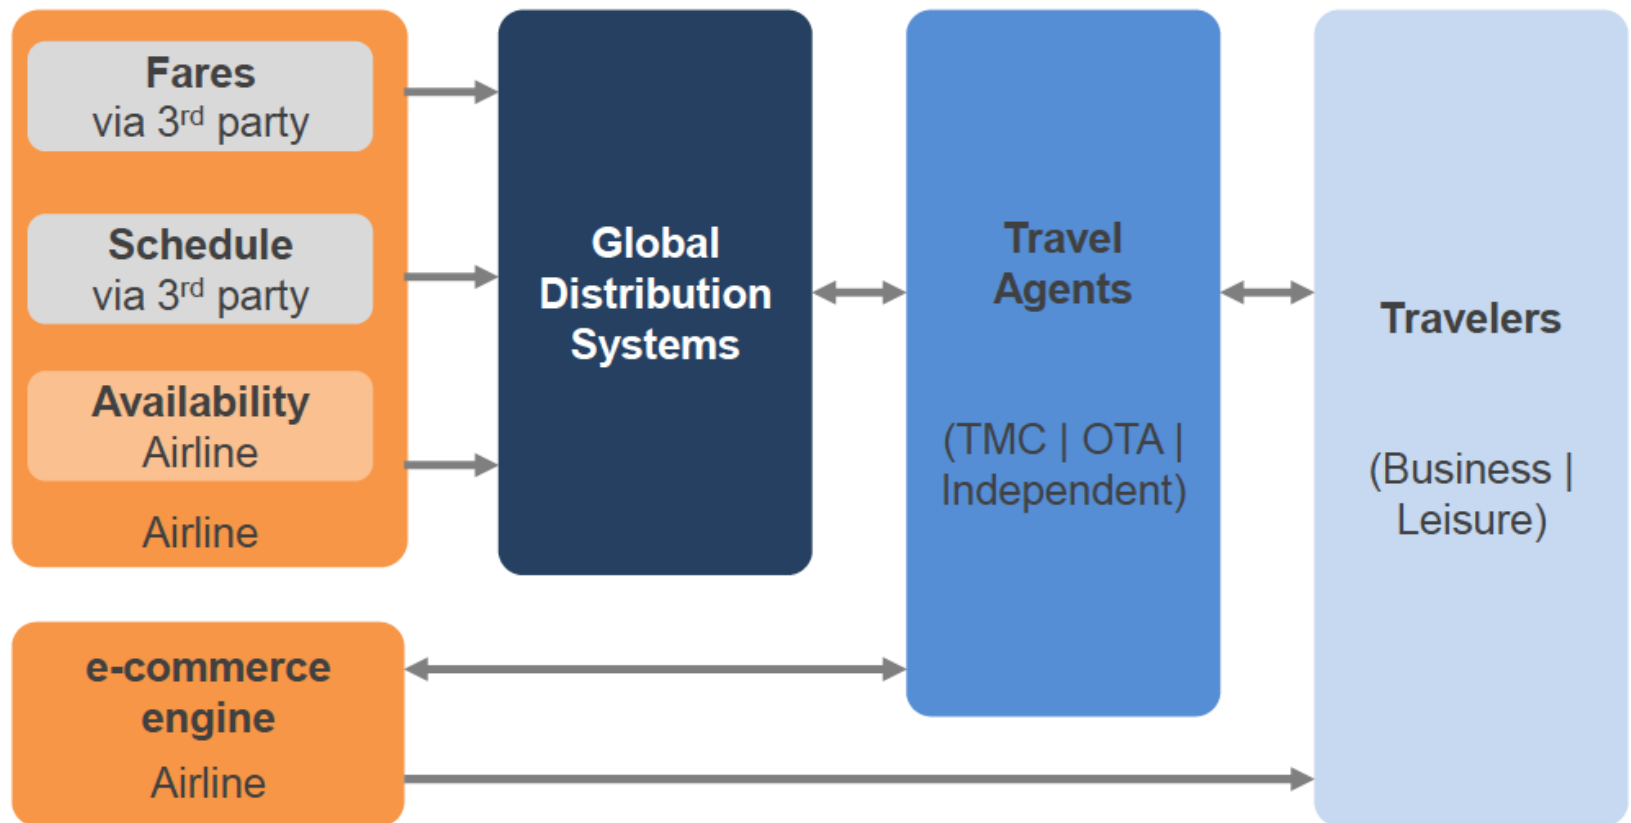 Fares
via 3rd party
Schedule
via 3rd party
Availability
Airline
Airline
Global
Distribution
Systems
Travel
Agents
(TMC | OTA |
Independent)
Travelers
(Business |
Leisure)
e-commerce
engine
Airline